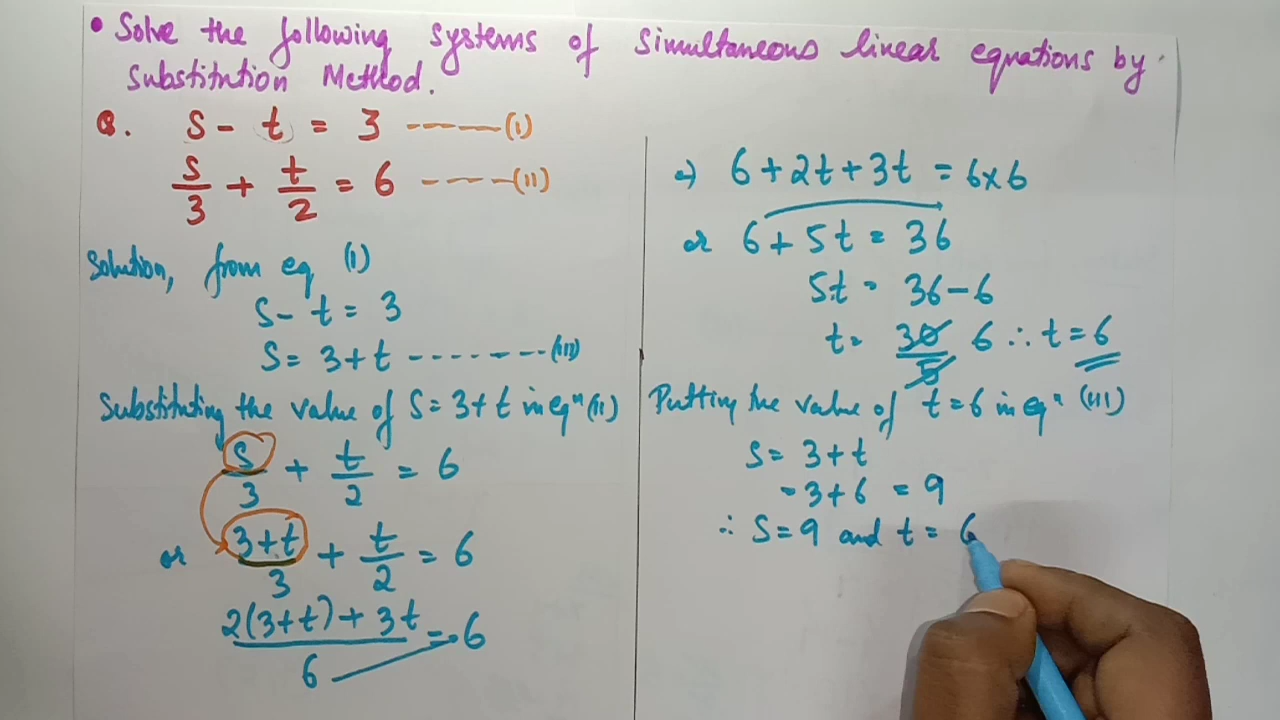 • Solve the following systems of simultaneous linear equations by
Substitution Method.
Q. s - t = 3 ------- (I)
s/3 + t/2 = 6 ---- (II)
Solution, from eq (I)
s - t = 3
s = 3 + t -------- (III)
Substituting the value of s = 3 + t in eqⁿ (II)
s/3 + t/2 = 6
or (3+t)/3 + t/2 = 6
(2(3+t) + 3t)/6 = 6
=) 6 + 2t + 3t = 6×6
or 6 + 5t = 36
5t = 36 - 6
t = 30/5 6 ∴ t = 6
Putting the value of t = 6 in eqⁿ (III)
s = 3 + t
= 3 + 6 = 9
∴ s = 9 and t = 6